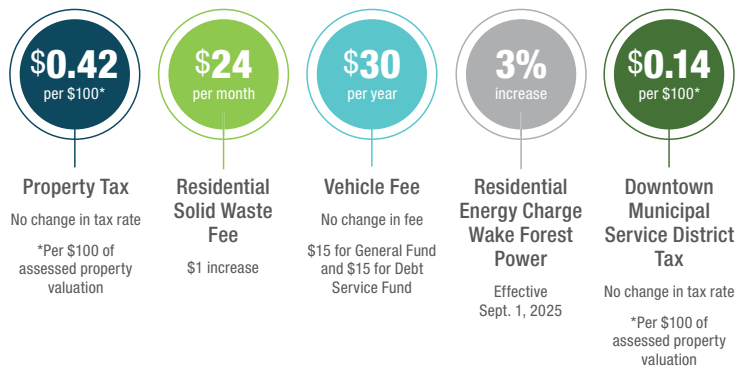 $0.42
per $100*
Property Tax
No change in tax rate
*Per $100 of
assessed property
valuation
$24
per month
Residential
Solid Waste
Fee
$1 increase
$30
per year
Vehicle Fee
No change in fee
$15 for General Fund
and $15 for Debt
Service Fund
3%
increase
Residential
Energy Charge
Wake Forest
Power
Effective
Sept. 1, 2025
$0.14
per $100*
Downtown
Municipal
Service District
Tax
No change in tax rate
*Per $100 of
assessed property
valuation